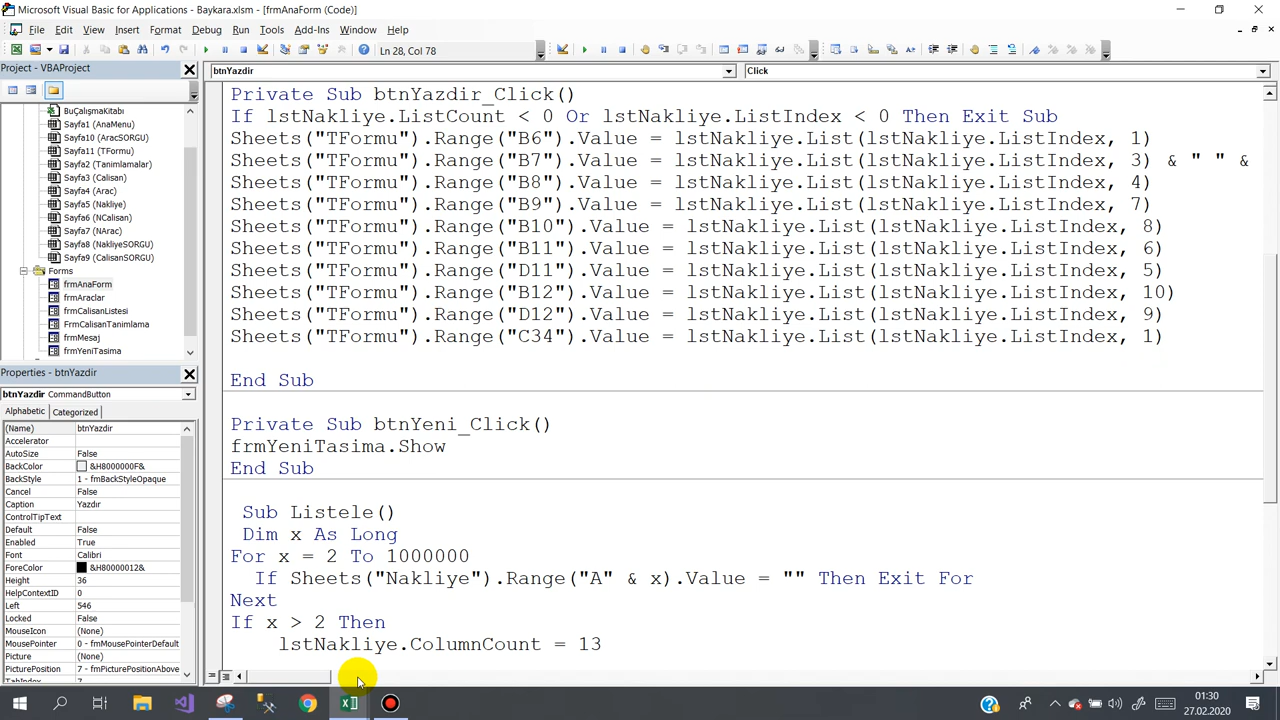 Microsoft Visual Basic for Applications - Baykara.xlsm - [frmAnaForm (Code)]
File Edit View Insert Format Debug Run Tools Add-Ins Window Help
Ln 28, Col 78
Project - VBAProject
btnYazdir
Click
BuÇalışmaKitabı
Sayfa1 (AnaMenu)
Sayfa10 (AracSORGU)
Sayfa11 (TFormu)
Sayfa2 (Tanimlamalar)
Sayfa3 (Calisan)
Sayfa4 (Arac)
Sayfa5 (Nakliye)
Sayfa6 (NCalisan)
Sayfa7 (NArac)
Sayfa8 (NakliyeSORGU)
Sayfa9 (CalisanSORGU)
Forms
frmAnaForm
frmAraclar
frmCalisanListesi
FrmCalisanTanimlama
frmMesaj
frmYeniTasima
Properties - btnYazdir
btnYazdir CommandButton
Alphabetic Categorized
(Name) btnYazdir
Accelerator
AutoSize False
BackColor &H8000000F&
BackStyle 1 - fmBackStyleOpaque
Cancel False
Caption Yazdır
ControlTipText
Default False
Enabled True
Font Calibri
ForeColor &H80000012&
Height 36
HelpContextID 0
Left 546
Locked False
MouseIcon (None)
MousePointer 0 - fmMousePointerDefault
Picture (None)
PicturePosition 7 - fmPicturePositionAbove
TabIndex 7
Private Sub btnYazdir_Click()
If lstNakliye.ListCount < 0 Or lstNakliye.ListIndex < 0 Then Exit Sub
Sheets("TFormu").Range("B6").Value = lstNakliye.List(lstNakliye.ListIndex, 1)
Sheets("TFormu").Range("B7").Value = lstNakliye.List(lstNakliye.ListIndex, 3) & " " &
Sheets("TFormu").Range("B8").Value = lstNakliye.List(lstNakliye.ListIndex, 4)
Sheets("TFormu").Range("B9").Value = lstNakliye.List(lstNakliye.ListIndex, 7)
Sheets("TFormu").Range("B10").Value = lstNakliye.List(lstNakliye.ListIndex, 8)
Sheets("TFormu").Range("B11").Value = lstNakliye.List(lstNakliye.ListIndex, 6)
Sheets("TFormu").Range("D11").Value = lstNakliye.List(lstNakliye.ListIndex, 5)
Sheets("TFormu").Range("B12").Value = lstNakliye.List(lstNakliye.ListIndex, 10)
Sheets("TFormu").Range("D12").Value = lstNakliye.List(lstNakliye.ListIndex, 9)
Sheets("TFormu").Range("C34").Value = lstNakliye.List(lstNakliye.ListIndex, 1)
End Sub
Private Sub btnYeni_Click()
frmYeniTasima.Show
End Sub
Sub Listele()
Dim x As Long
For x = 2 To 1000000
If Sheets("Nakliye").Range("A" & x).Value = "" Then Exit For
Next
If x > 2 Then
lstNakliye.ColumnCount = 13
01:30
27.02.2020